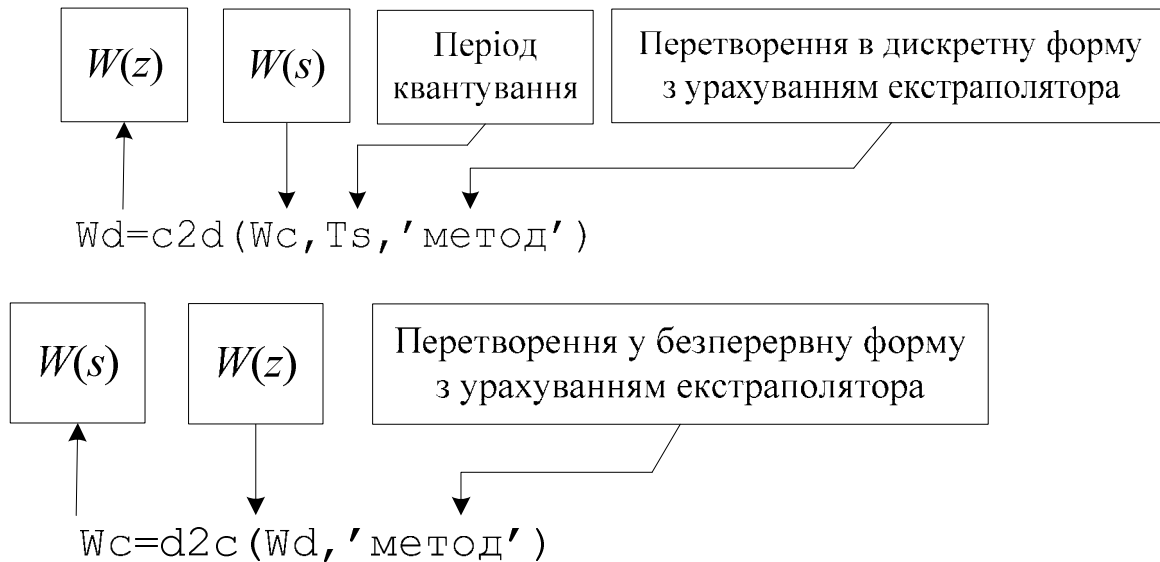 W(z)
W(s)
Період
квантування
Перетворення в дискретну форму
з урахуванням екстраполятора
Wd=c2d(Wc,Ts,'метод')
W(s)
W(z)
Перетворення у безперервну форму
з урахуванням екстраполятора
Wc=d2c(Wd,'метод')